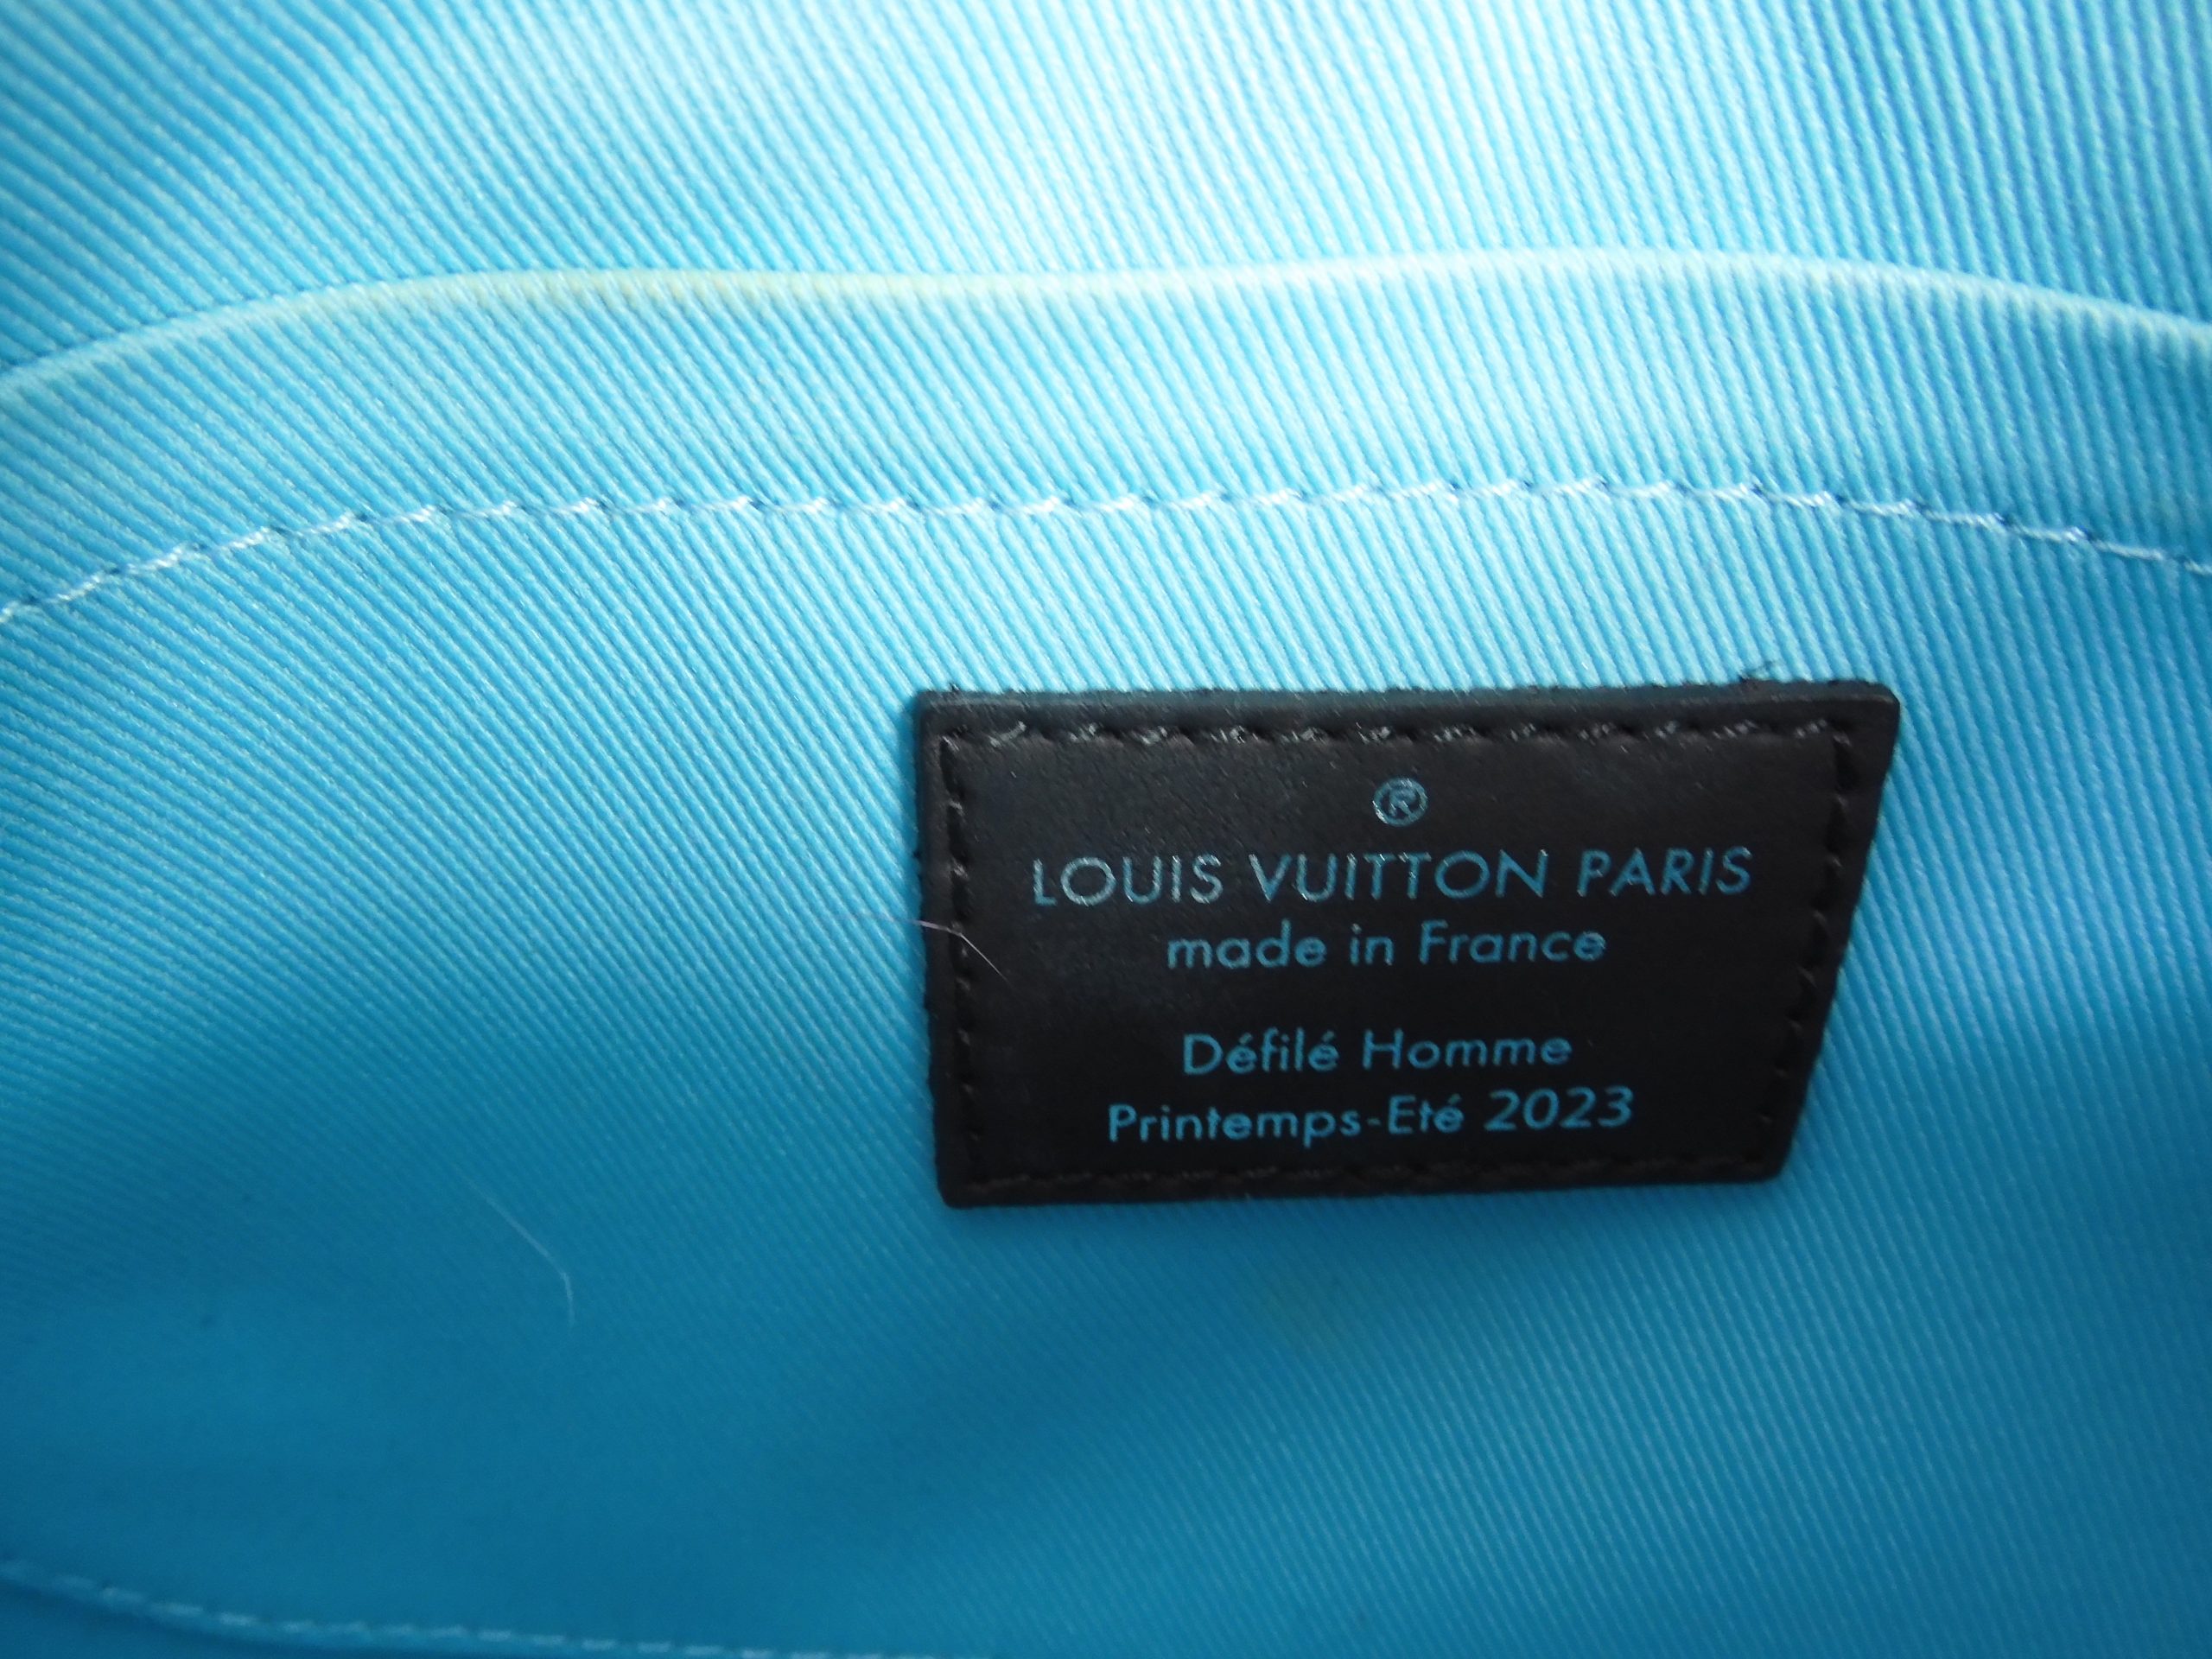 ®
LOUIS VUITTON PARIS
made in France
Défilé Homme
Printemps-Eté 2023